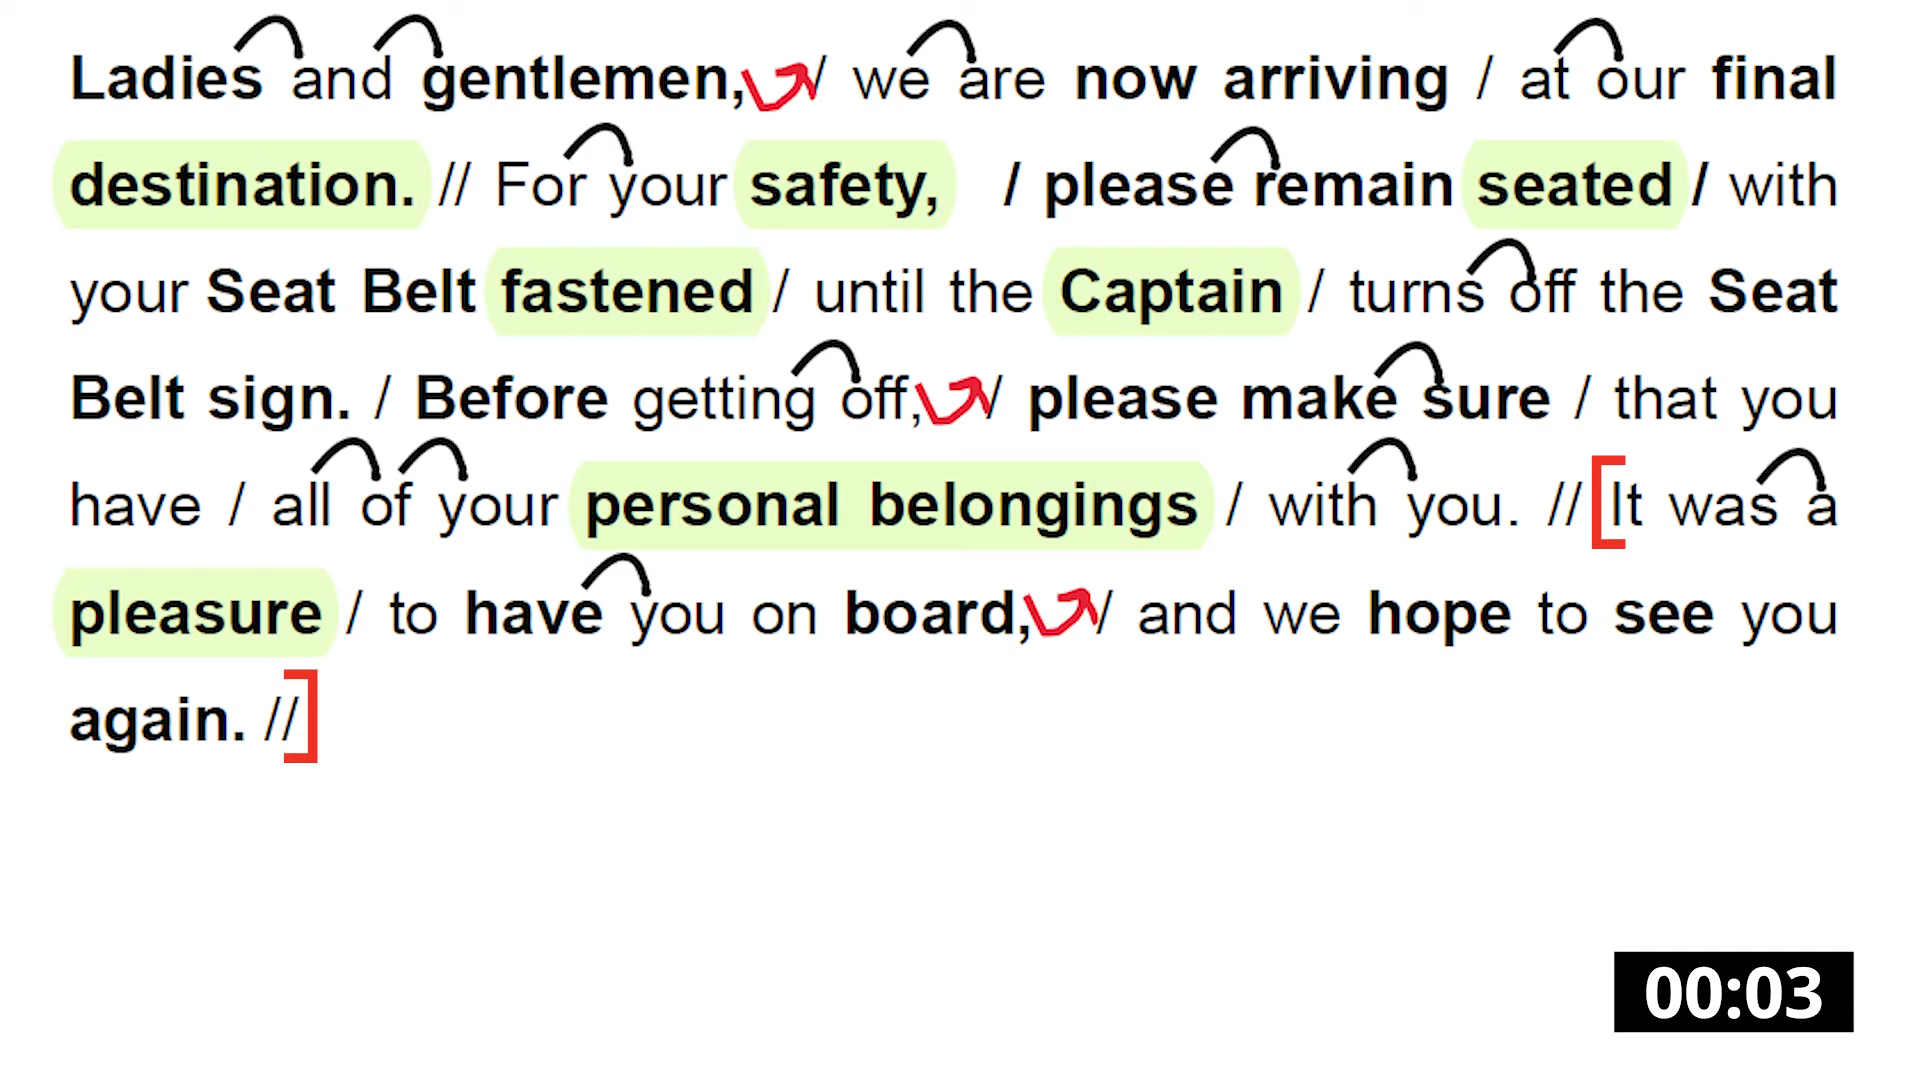 Ladies and gentlemen, / we are now arriving / at our final
destination. // For your safety, / please remain seated / with
your Seat Belt fastened / until the Captain / turns off the Seat
Belt sign. / Before getting off, / please make sure / that you
have / all of your personal belongings / with you. // [It was a
pleasure / to have you on board, / and we hope to see you
again. //]
00:03